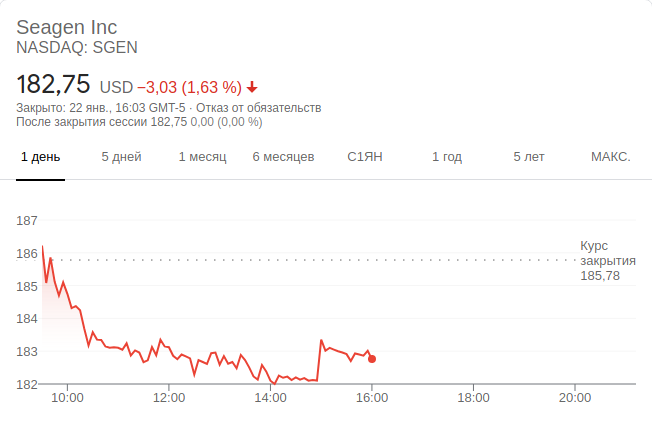 Seagen Inc
NASDAQ: SGEN
182,75 USD −3,03 (1,63 %)
Закрыто: 22 янв., 16:03 GMT-5 · Отказ от обязательств
После закрытия сессии 182,75 0,00 (0,00 %)
1 день 5 дней 1 месяц 6 месяцев С1ЯН 1 год 5 лет МАКС.
187
186
185
184
183
182
Курс
закрытия
185,78
10:00 12:00 14:00 16:00 18:00 20:00